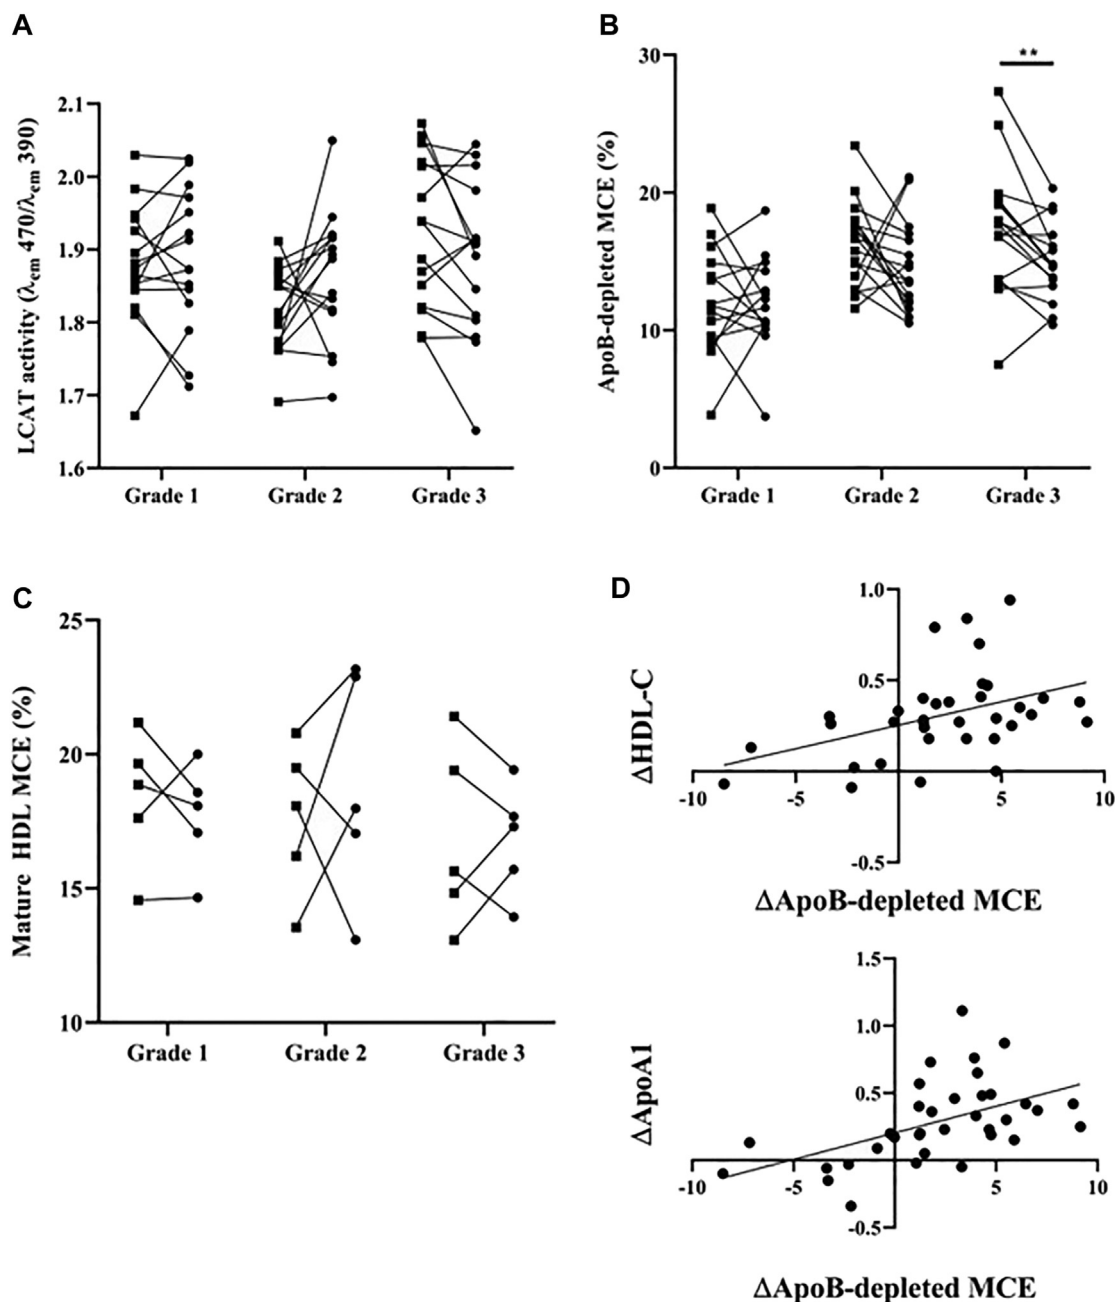 A
LCAT activity (λem 470/λem 390)
2.1
2.0
1.9
1.8
1.7
1.6
Grade 1
Grade 2
Grade 3
B
ApoB-depleted MCE (%)
30
20
10
0
**
Grade 1
Grade 2
Grade 3
C
Mature HDL MCE (%)
25
20
15
10
Grade 1
Grade 2
Grade 3
D
ΔHDL-C
1.0
0.5
-0.5
-10
-5
5
10
ΔApoB-depleted MCE
ΔApoA1
1.5
1.0
0.5
-0.5
-10
-5
5
10
ΔApoB-depleted MCE